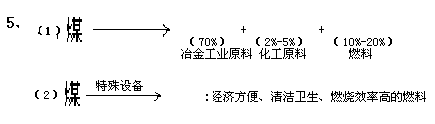 5、
（1）煤 + +
（70%） （2%-5%） （10%-20%）
冶金工业原料 化工原料 燃料
（2）煤 特殊设备 :经济方便、清洁卫生、燃烧效率高的燃料